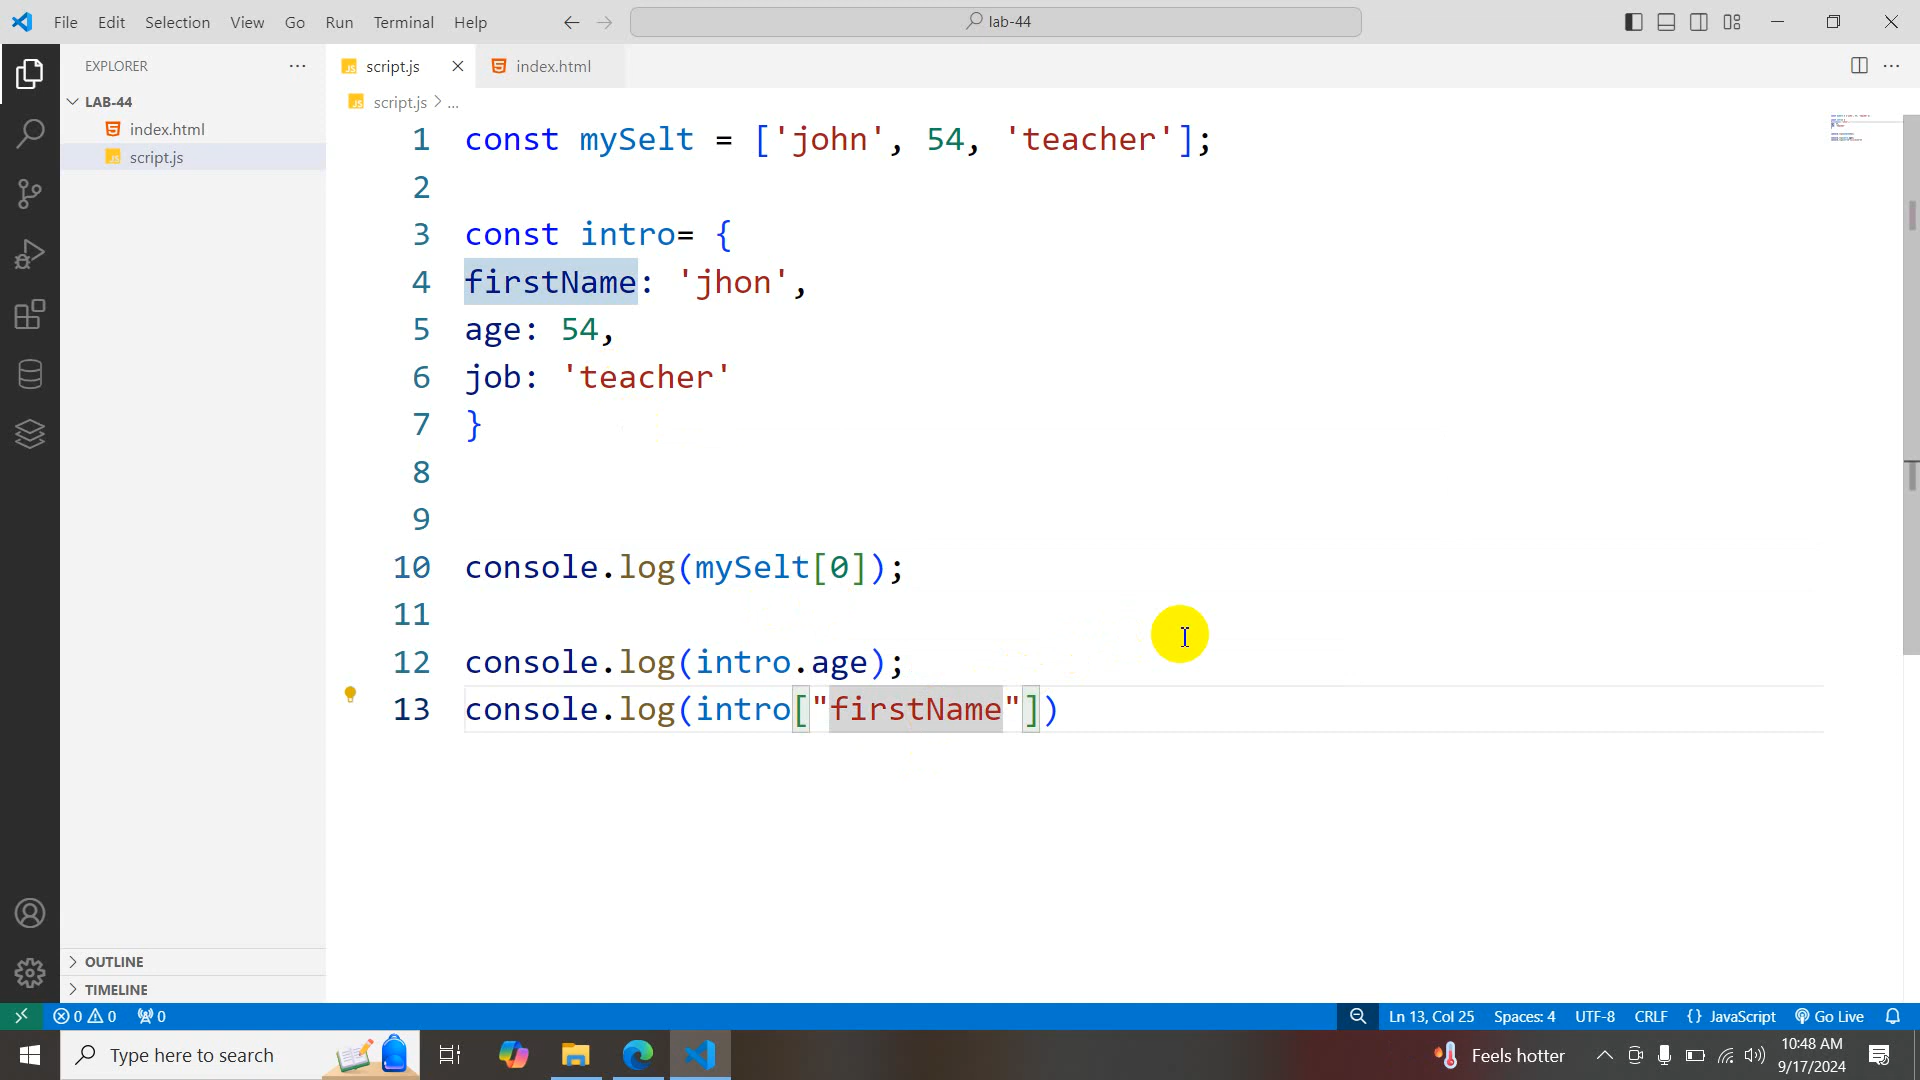 File Edit Selection View Go Run Terminal Help
lab-44
EXPLORER
LAB-44
index.html
script.js
OUTLINE
TIMELINE
script.js
index.html
script.js > ...
1 const mySelt = ['john', 54, 'teacher'];
2
3 const intro= {
4 firstName: 'jhon',
5 age: 54,
6 job: 'teacher'
7 }
8
9
10 console.log(mySelt[0]);
11
12 console.log(intro.age);
13 console.log(intro["firstName"])
0 0 0
Ln 13, Col 25 Spaces: 4 UTF-8 CRLF {} JavaScript Go Live
Type here to search
Feels hotter
10:48 AM
9/17/2024